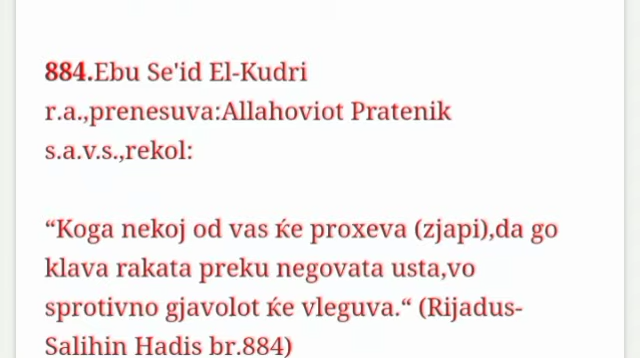 884.Ebu Se'id El-Kudri
r.a.,prenesuva:Allahoviot Pratenik
s.a.v.s.,rekol:
“Koga nekoj od vas ḱe proxeva (zjapi),da go
klava rakata preku negovata usta,vo
sprotivno gjavolot ḱe vleguva.“ (Rijadus-
Salihin Hadis br.884)